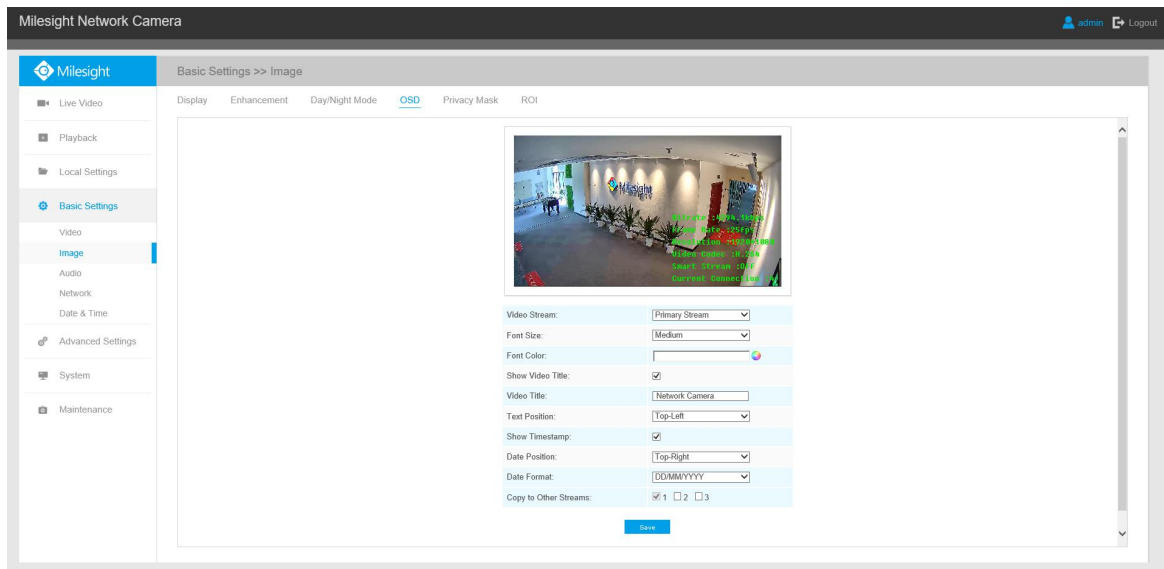 Milesight Network Camera
admin Logout
Milesight
Basic Settings >> Image
Live Video
Playback
Local Settings
Basic Settings
Video
Image
Audio
Network
Date & Time
Advanced Settings
System
Maintenance
Display Enhancement Day/Night Mode OSD Privacy Mask ROI
Milesight
Rate :25fps
Video Codec :H.264
Smart Stream :Off
Current Connection
Video Stream: Primary Stream
Font Size: Medium
Font Color:
Show Video Title:
Video Title: Network Camera
Text Position: Top-Left
Show Timestamp:
Date Position: Top-Right
Date Format: DD/MM/YYYY
Copy to Other Streams: 1 2 3
Save